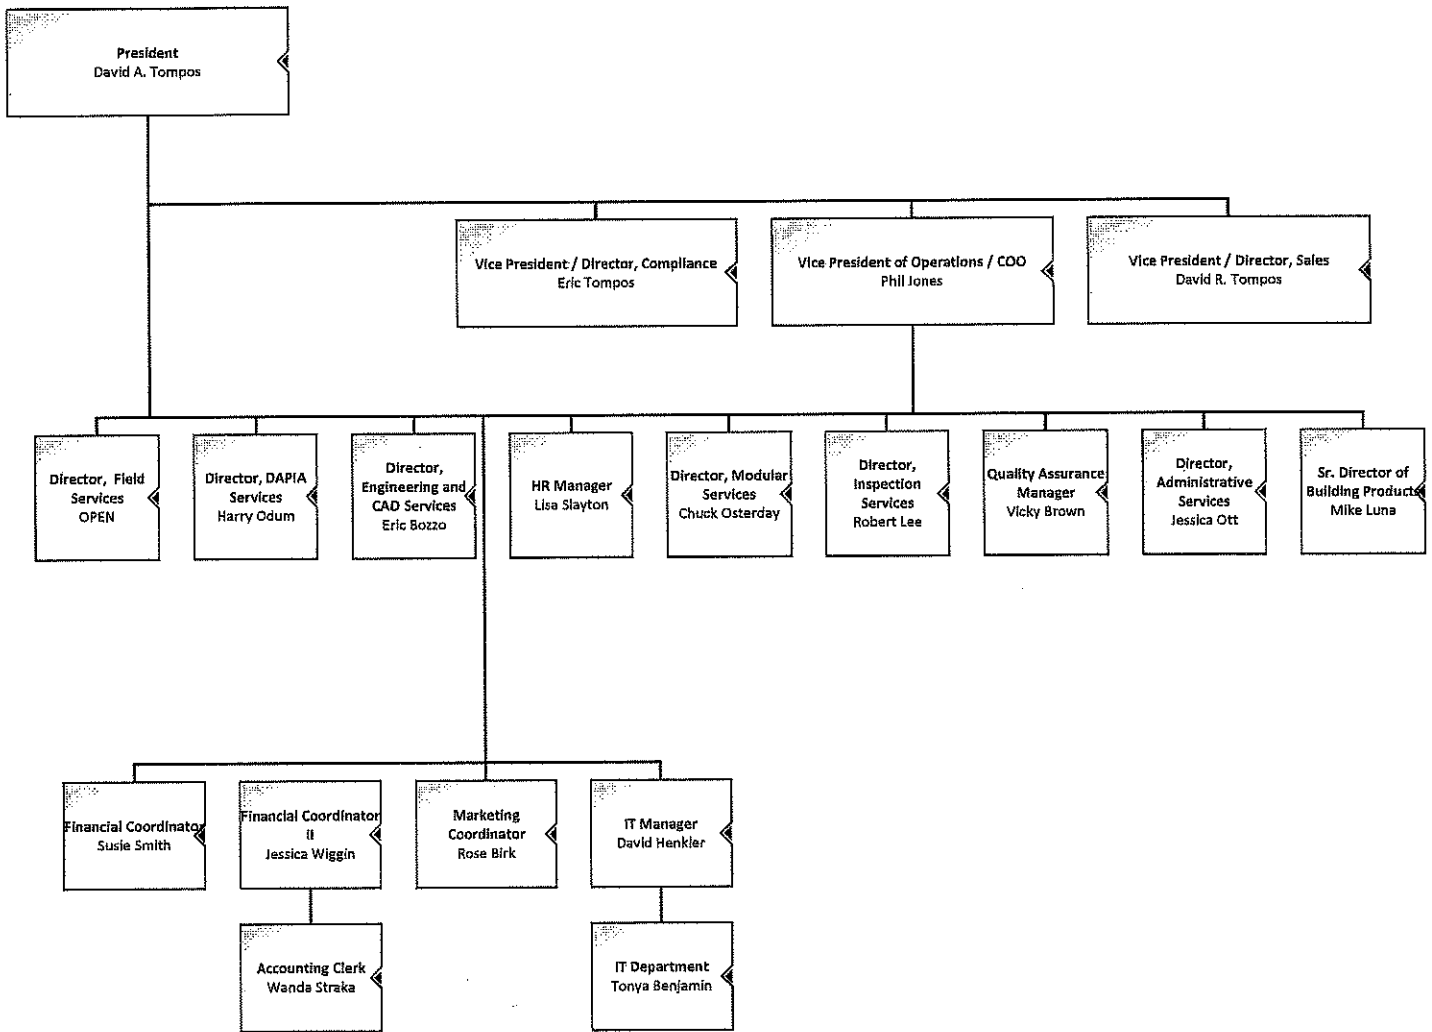 President
David A. Tompos
Vice President / Director, Compliance
Eric Tompos
Vice President of Operations / COO
Phil Jones
Vice President / Director, Sales
David R. Tompos
Director, Field
Services
OPEN
Director, DAPIA
Services
Harry Odum
Director,
Engineering and
CAD Services
Eric Bozzo
HR Manager
Lisa Slayton
Director, Modular
Services
Chuck Osterday
Director,
Inspection
Services
Robert Lee
Quality Assurance
Manager
Vicky Brown
Director,
Administrative
Services
Jessica Ott
Sr. Director of
Building Products
Mike Luna
Financial Coordinator
Susie Smith
Financial Coordinator
II
Jessica Wiggin
Marketing
Coordinator
Rose Birk
IT Manager
David Henkler
Accounting Clerk
Wanda Straka
IT Department
Tonya Benjamin